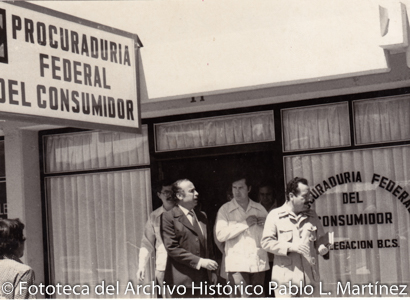 PROCURADURIA
FEDERAL
DEL CONSUMIDOR
PROCURADURIA FEDERAL
DEL
CONSUMIDOR
DELEGACION B.C.S.
© Fototeca del Archivo Histórico Pablo L. Martínez